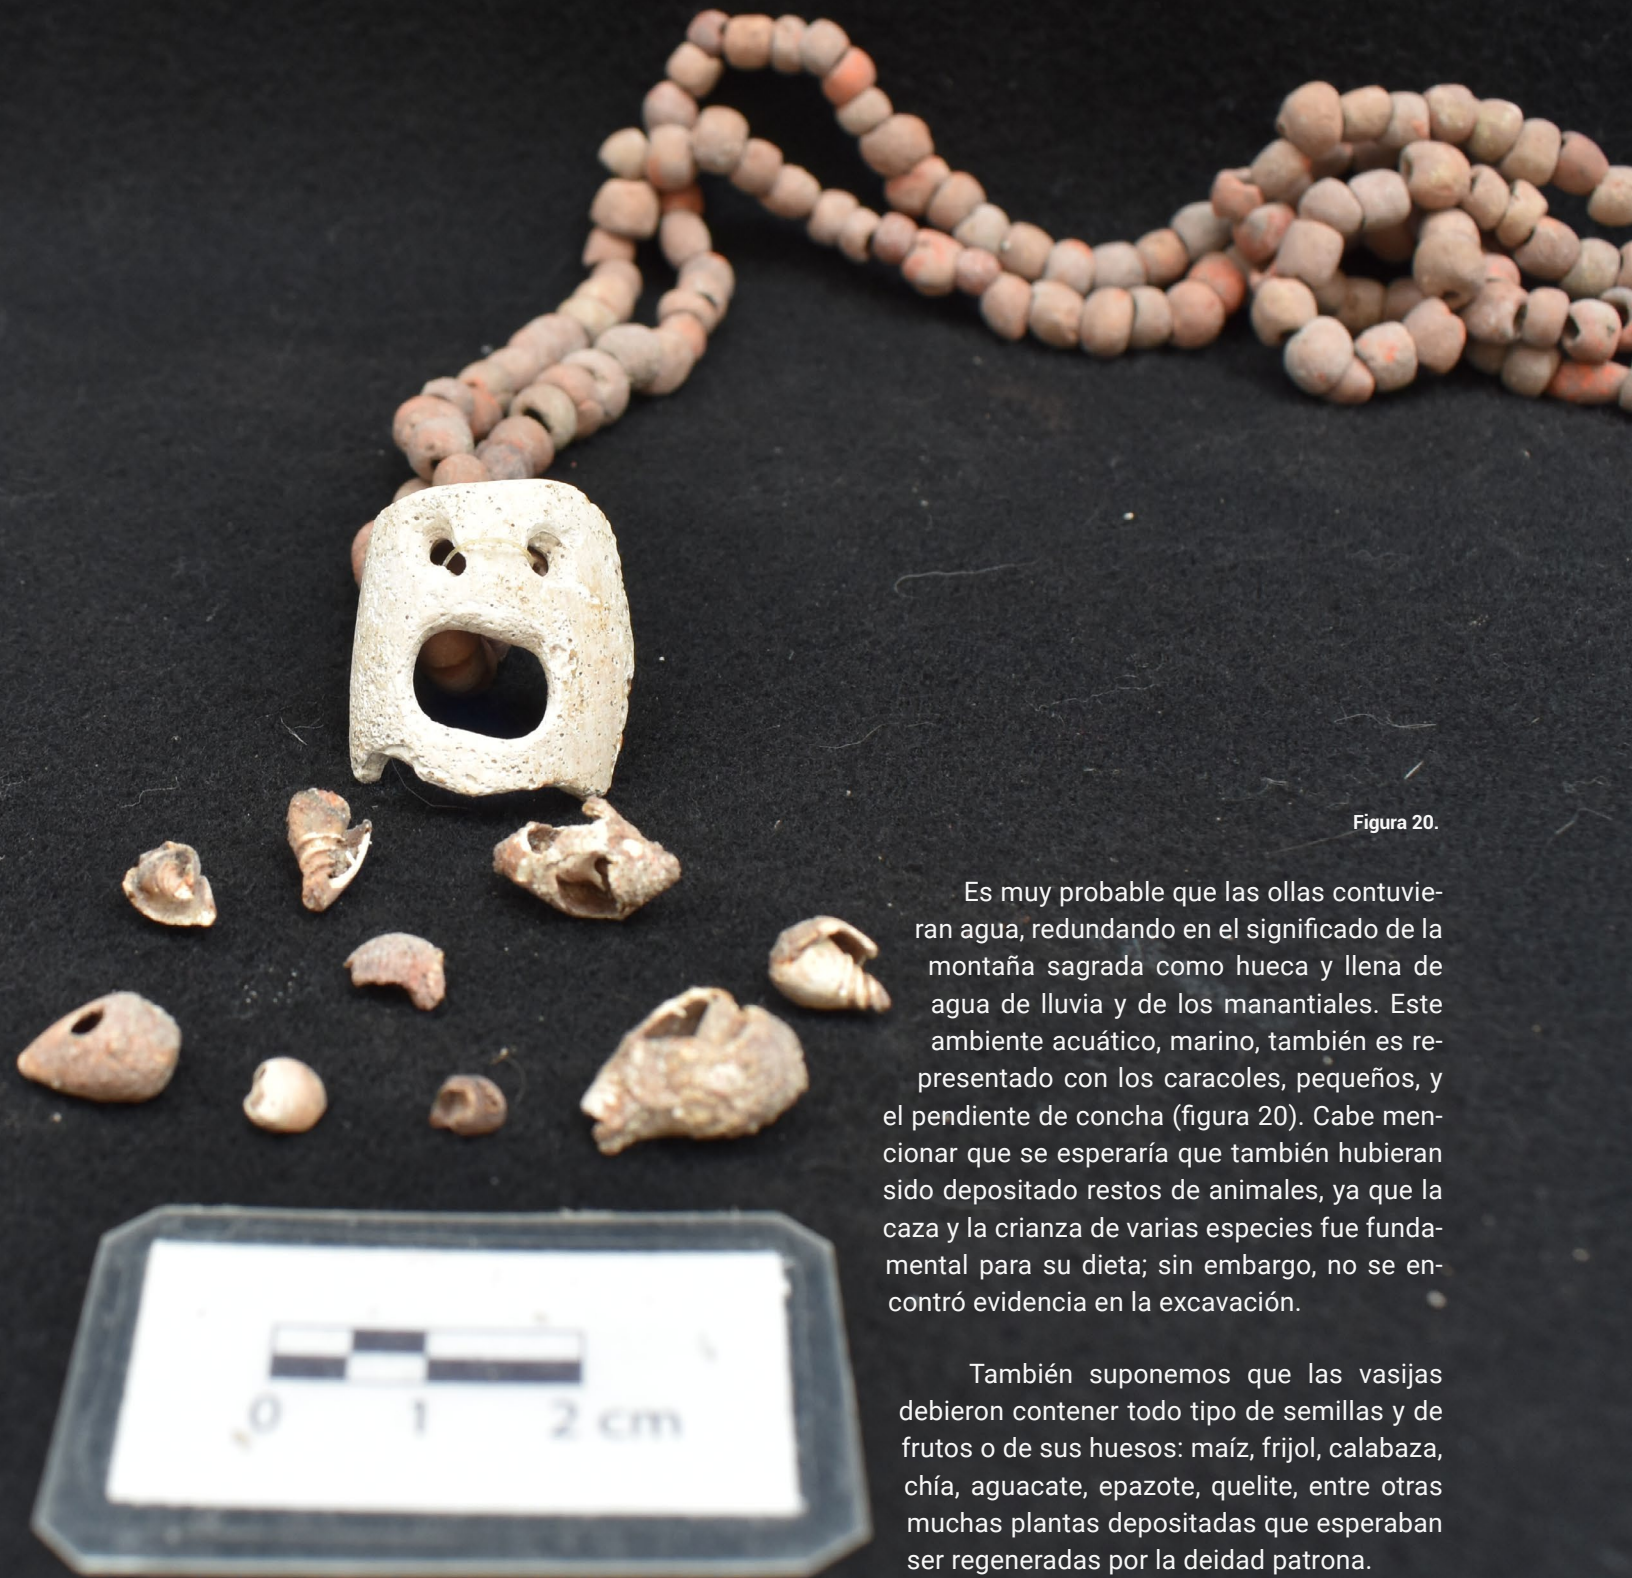 Figura 20.
Es muy probable que las ollas contuvie-
ran agua, redundando en el significado de la
montaña sagrada como hueca y llena de
agua de lluvia y de los manantiales. Este
ambiente acuático, marino, también es re-
presentado con los caracoles, pequeños, y
el pendiente de concha (figura 20). Cabe men-
cionar que se esperaría que también hubieran
sido depositado restos de animales, ya que la
caza y la crianza de varias especies fue funda-
mental para su dieta; sin embargo, no se en-
contró evidencia en la excavación.
También suponemos que las vasijas
debieron contener todo tipo de semillas y de
frutos o de sus huesos: maíz, frijol, calabaza,
chía, aguacate, epazote, quelite, entre otras
muchas plantas depositadas que esperaban
ser regeneradas por la deidad patrona.
0 1 2 cm